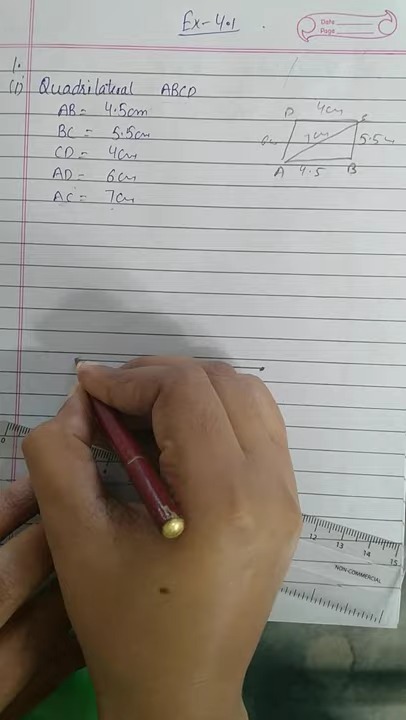 Ex-4.1
Date
Page
1.
(i) Quadrilateral ABCD
AB = 4.5cm
BC = 5.5cm
CD = 4cm
AD = 6cm
AC = 7cm
D 4cm C
7cm 5.5cm
A 4.5 B
0
12 13 14 15
NON-COMMERCIAL